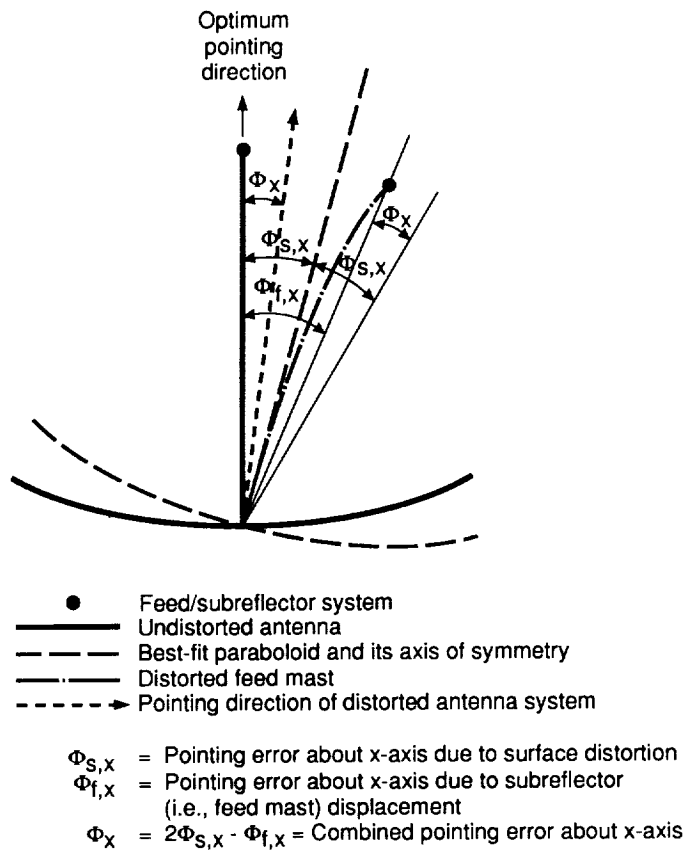 Optimum
pointing
direction
Φx
Φs,x
Φf,x
Φx
Φs,x
Feed/subreflector system
Undistorted antenna
Best-fit paraboloid and its axis of symmetry
Distorted feed mast
Pointing direction of distorted antenna system
Φs,x = Pointing error about x-axis due to surface distortion
Φf,x = Pointing error about x-axis due to subreflector
(i.e., feed mast) displacement
Φx = 2Φs,x - Φf,x = Combined pointing error about x-axis